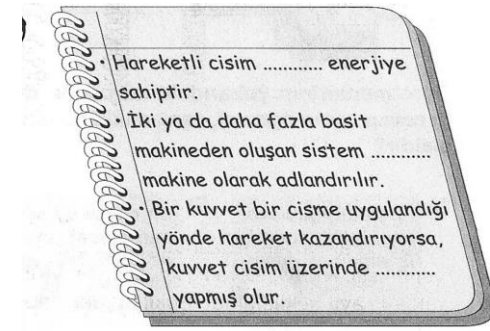 • Hareketli cisim ............ enerjiye
sahiptir.
• İki ya da daha fazla basit
makineden oluşan sistem ............
makine olarak adlandırılır.
• Bir kuvvet bir cisme uygulandığı
yönde hareket kazandırıyorsa,
kuvvet cisim üzerinde ............
yapmış olur.